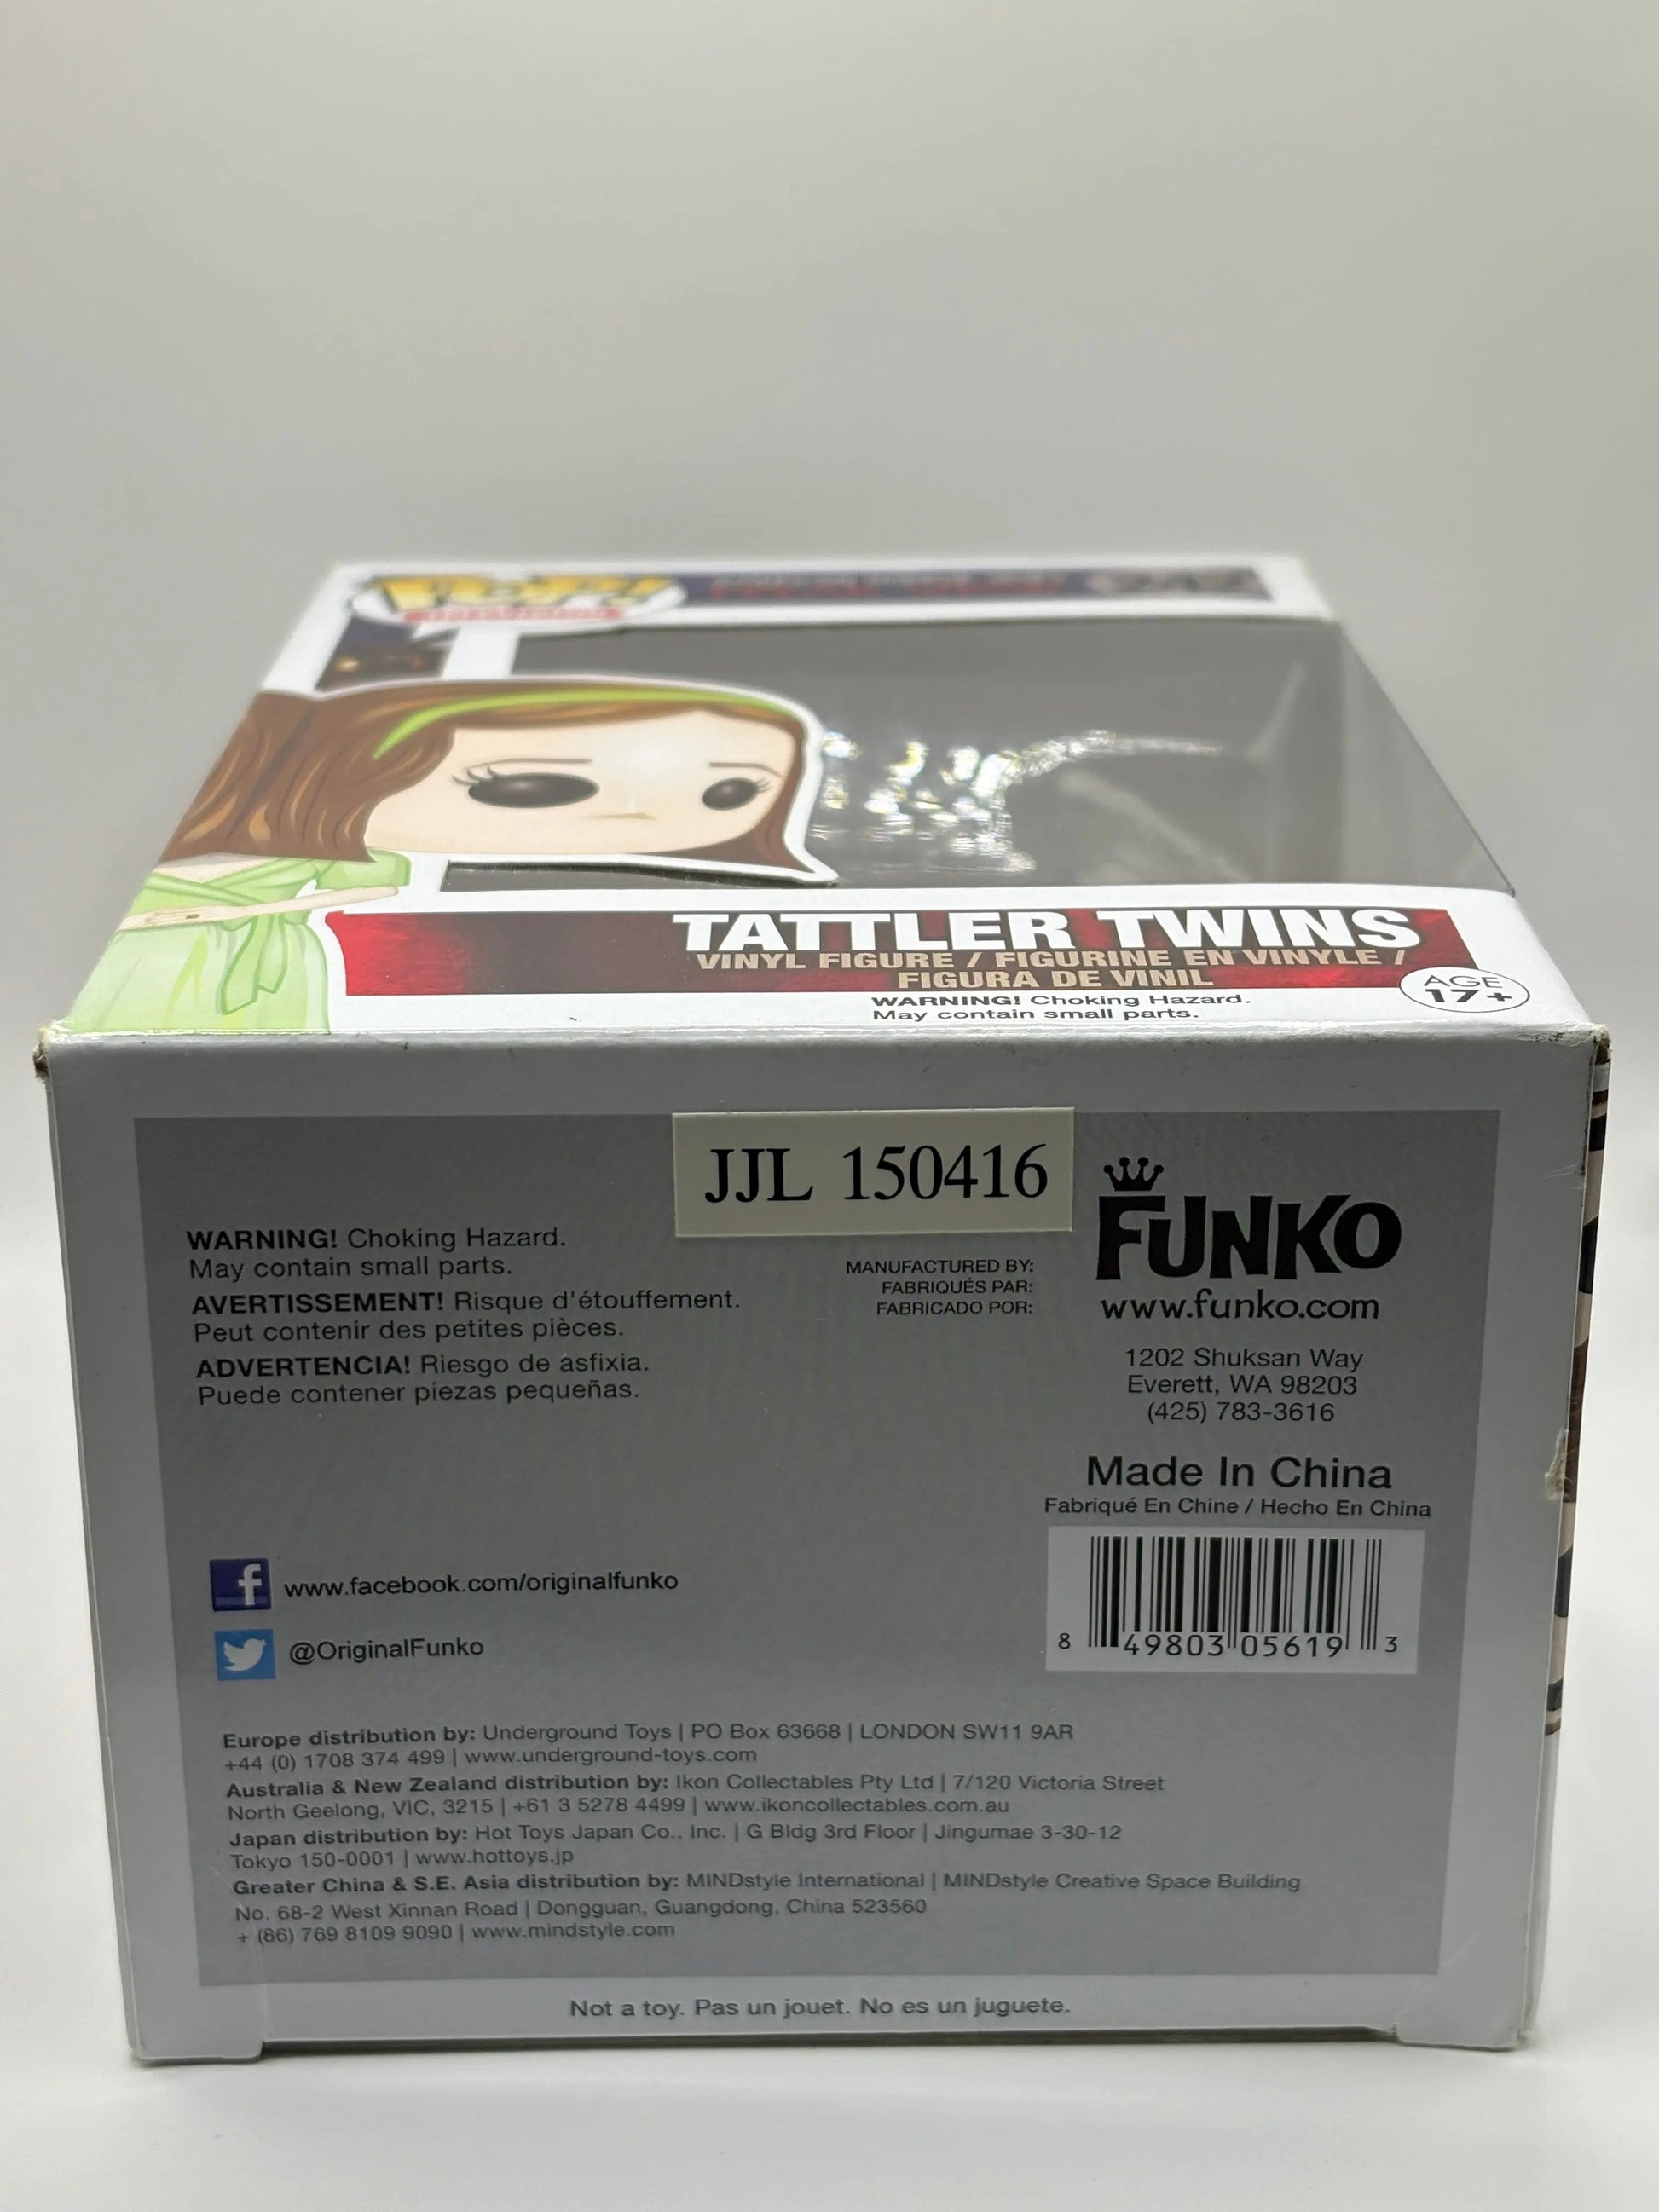 POP!
TATTLER TWINS
VINYL FIGURE / FIGURINE EN VINYLE /
FIGURA DE VINIL
WARNING! Choking Hazard.
May contain small parts.
AGE
17+
JJL 150416
WARNING! Choking Hazard.
May contain small parts.
AVERTISSEMENT! Risque d'étouffement.
Peut contenir des petites pièces.
ADVERTENCIA! Riesgo de asfixia.
Puede contener piezas pequeñas.
MANUFACTURED BY:
FABRIQUÉS PAR:
FABRICADO POR:
FUNKO
www.funko.com
1202 Shuksan Way
Everett, WA 98203
(425) 783-3616
Made In China
Fabriqué En Chine / Hecho En China
8 49803 05619 3
f www.facebook.com/originalfunko
@OriginalFunko
Europe distribution by: Underground Toys | PO Box 63668 | LONDON SW11 9AR
+44 (0) 1708 374 499 | www.underground-toys.com
Australia & New Zealand distribution by: Ikon Collectables Pty Ltd | 7/120 Victoria Street
North Geelong, VIC, 3215 | +61 3 5278 4499 | www.ikoncollectables.com.au
Japan distribution by: Hot Toys Japan Co., Inc. | G Bldg 3rd Floor | Jingumae 3-30-12
Tokyo 150-0001 | www.hottoys.jp
Greater China & S.E. Asia distribution by: MINDstyle International | MINDstyle Creative Space Building
No. 68-2 West Xinnan Road | Dongguan, Guangdong, China 523560
+ (86) 769 8109 9090 | www.mindstyle.com
Not a toy. Pas un jouet. No es un juguete.